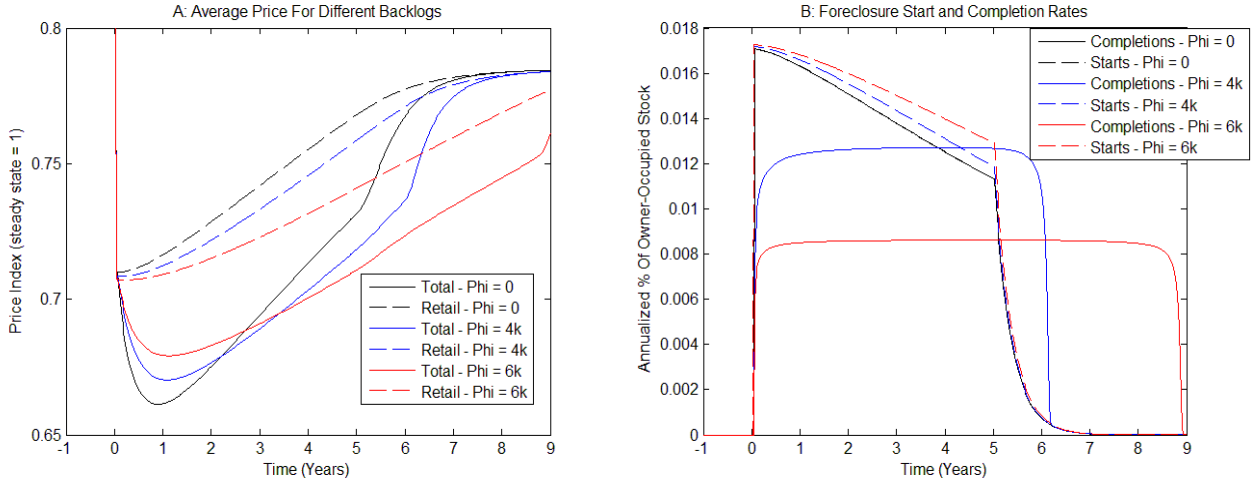 A: Average Price For Different Backlogs
Price Index (steady state = 1)
0.8
0.75
0.7
0.65
-1 0 1 2 3 4 5 6 7 8 9
Time (Years)
Total - Phi = 0
Retail - Phi = 0
Total - Phi = 4k
Retail - Phi = 4k
Total - Phi = 6k
Retail - Phi = 6k
B: Foreclosure Start and Completion Rates
Annualized % Of Owner-Occupied Stock
0.018
0.016
0.014
0.012
0.01
0.008
0.006
0.004
0.002
0
-1 0 1 2 3 4 5 6 7 8 9
Time (Years)
Completions - Phi = 0
Starts - Phi = 0
Completions - Phi = 4k
Starts - Phi = 4k
Completions - Phi = 6k
Starts - Phi = 6k